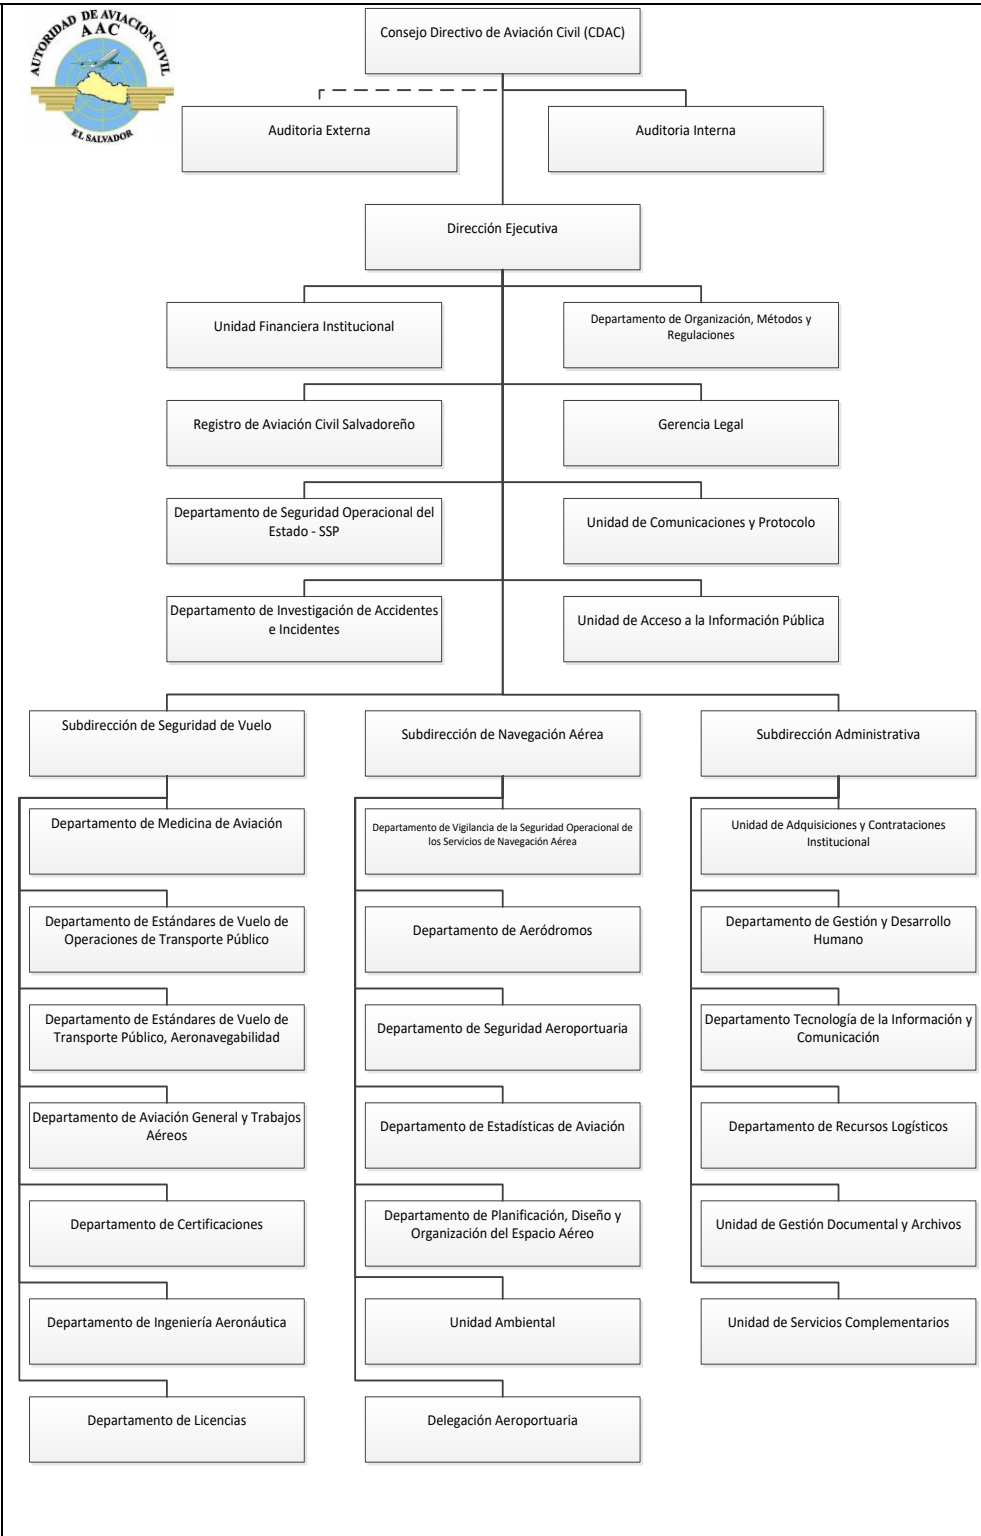 AUTORIDAD DE AVIACION CIVIL
AAC
EL SALVADOR
Consejo Directivo de Aviación Civil (CDAC)
Auditoria Externa
Auditoria Interna
Dirección Ejecutiva
Unidad Financiera Institucional
Departamento de Organización, Métodos y
Regulaciones
Registro de Aviación Civil Salvadoreño
Gerencia Legal
Departamento de Seguridad Operacional del
Estado - SSP
Unidad de Comunicaciones y Protocolo
Departamento de Investigación de Accidentes
e Incidentes
Unidad de Acceso a la Información Pública
Subdirección de Seguridad de Vuelo
Subdirección de Navegación Aérea
Subdirección Administrativa
Departamento de Medicina de Aviación
Departamento de Vigilancia de la Seguridad Operacional de
los Servicios de Navegación Aérea
Unidad de Adquisiciones y Contrataciones
Institucional
Departamento de Estándares de Vuelo de
Operaciones de Transporte Público
Departamento de Aeródromos
Departamento de Gestión y Desarrollo
Humano
Departamento de Estándares de Vuelo de
Transporte Público, Aeronavegabilidad
Departamento de Seguridad Aeroportuaria
Departamento Tecnología de la Información y
Comunicación
Departamento de Aviación General y Trabajos
Aéreos
Departamento de Estadísticas de Aviación
Departamento de Recursos Logísticos
Departamento de Certificaciones
Departamento de Planificación, Diseño y
Organización del Espacio Aéreo
Unidad de Gestión Documental y Archivos
Departamento de Ingeniería Aeronáutica
Unidad Ambiental
Unidad de Servicios Complementarios
Departamento de Licencias
Delegación Aeroportuaria